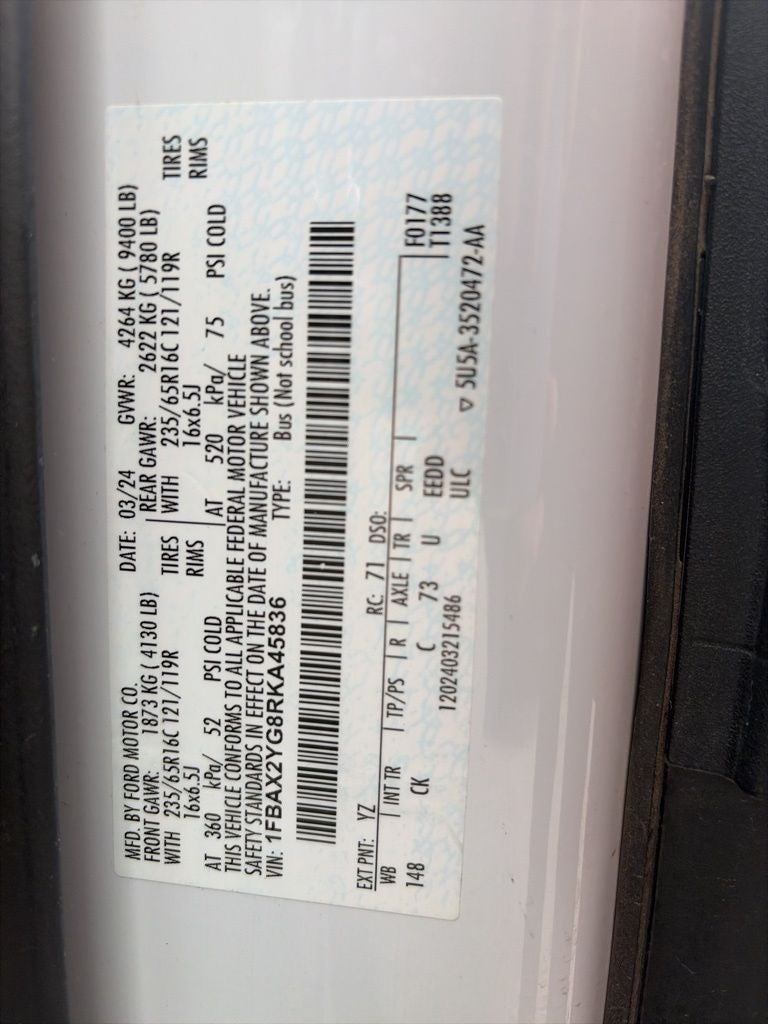 MFD. BY FORD MOTOR CO. DATE: 03/24 GVWR: 4264 KG ( 9400 LB)
FRONT GAWR: 1873 KG ( 4130 LB) REAR GAWR: 2622 KG ( 5780 LB)
WITH 235/65R16C 121/119R TIRES WITH 235/65R16C 121/119R TIRES
16x6.5J RIMS 16x6.5J RIMS
AT 360 kPa/ 52 PSI COLD AT 520 kPa/ 75 PSI COLD
THIS VEHICLE CONFORMS TO ALL APPLICABLE FEDERAL MOTOR VEHICLE
SAFETY STANDARDS IN EFFECT ON THE DATE OF MANUFACTURE SHOWN ABOVE.
VIN: 1FBAX2YG8RKA45836 TYPE: Bus (Not school bus)
EXT PNT: YZ RC: 71 DSO:
WB INT TR TP/PS R AXLE TR SPR F0177
148 CK C 73 U EEDD T1388
1202403215486 ULC ▽ 5U5A-3520472-AA